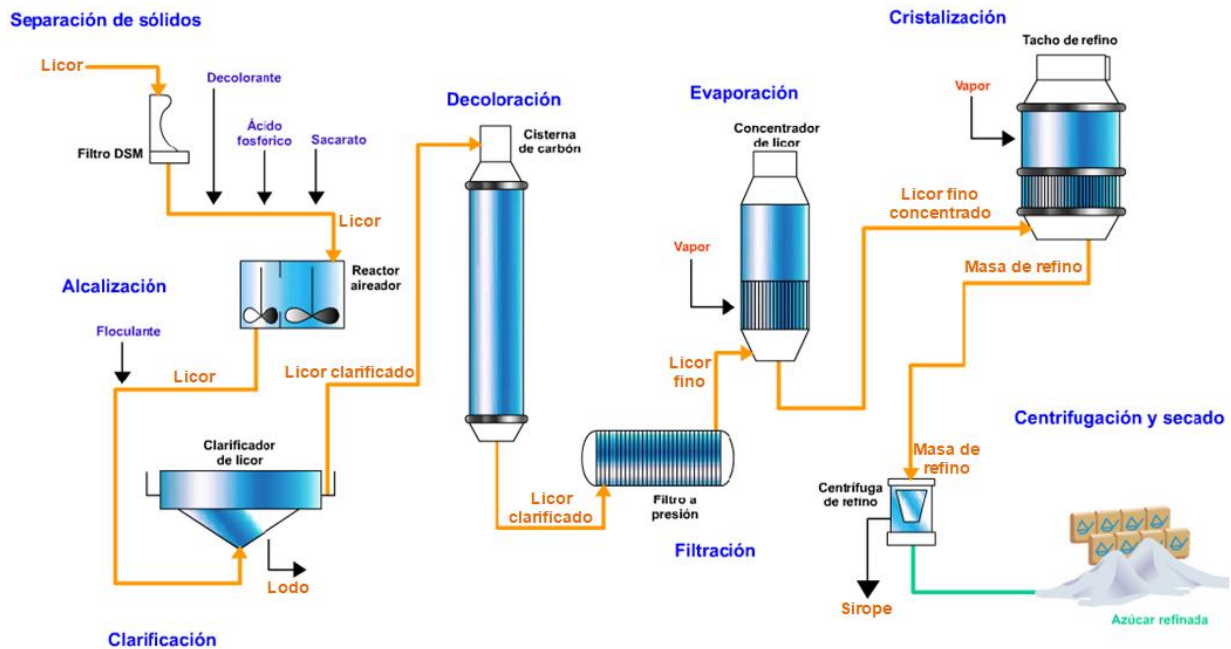 Separación de sólidos
Licor
Decolorante
Ácido
fosforico
Sacarato
Filtro DSM
Licor
Reactor
aireador
Alcalización
Floculante
Licor
Licor clarificado
Clarificador
de licor
Lodo
Clarificación
Decoloración
Cisterna
de carbón
Licor
clarificado
Filtro a
presión
Filtración
Evaporación
Concentrador
de licor
Vapor
Licor
fino
Cristalización
Tacho de refino
Vapor
Licor fino
concentrado
Masa de refino
Centrifugación y secado
Masa de
refino
Centrífuga
de refino
Sirope
Azúcar refinada